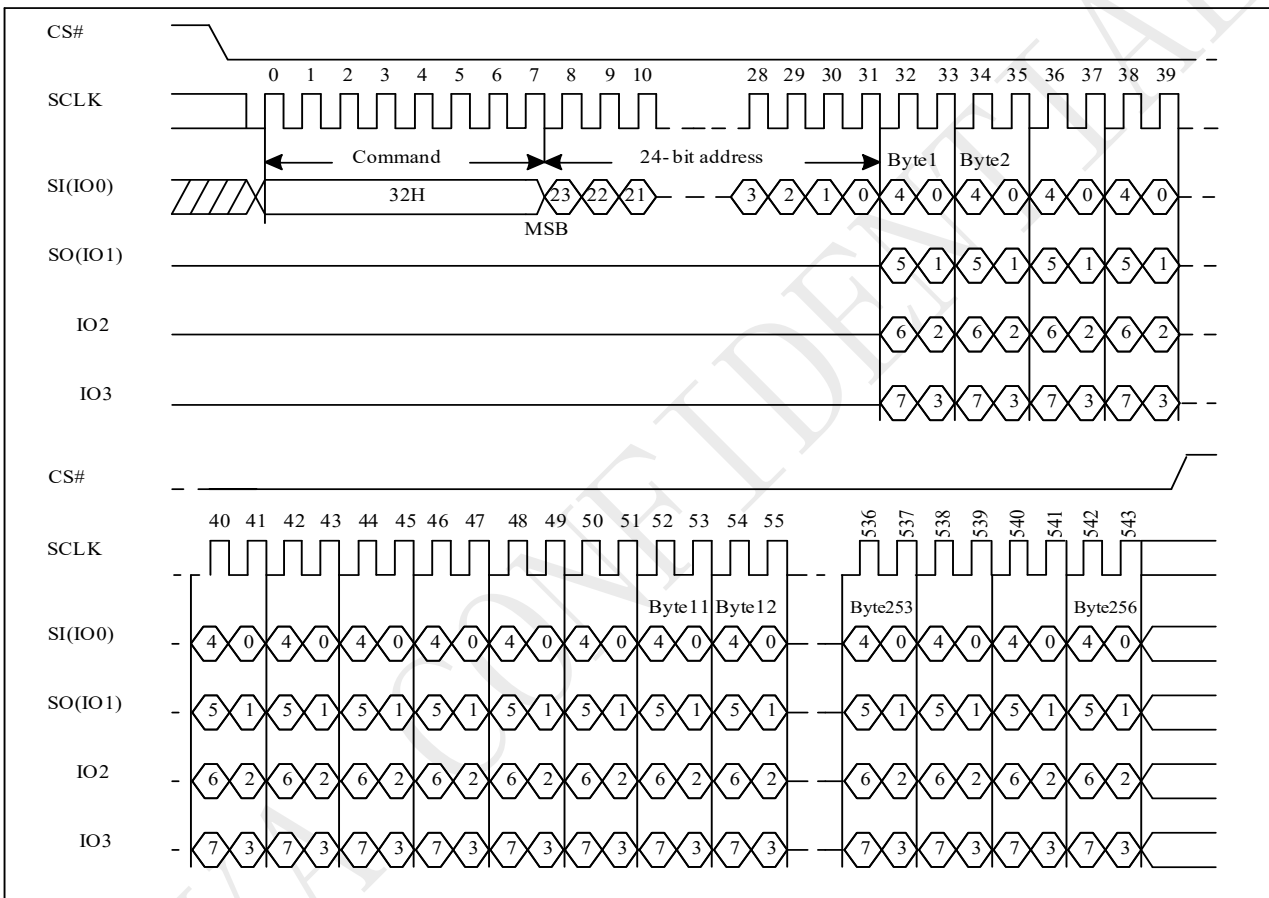 CS#
0 1 2 3 4 5 6 7 8 9 10 28 29 30 31 32 33 34 35 36 37 38 39
SCLK
Command 24-bit address Byte1 Byte2
SI(IO0) 32H 23 22 21 3 2 1 0 4 0 4 0 4 0 4 0
MSB
SO(IO1) 5 1 5 1 5 1 5 1
IO2 6 2 6 2 6 2 6 2
IO3 7 3 7 3 7 3 7 3
CS#
40 41 42 43 44 45 46 47 48 49 50 51 52 53 54 55 536 537 538 539 540 541 542 543
SCLK
Byte11 Byte12 Byte253 Byte256
SI(IO0) 4 0 4 0 4 0 4 0 4 0 4 0 4 0 4 0 4 0 4 0 4 0 4 0
SO(IO1) 5 1 5 1 5 1 5 1 5 1 5 1 5 1 5 1 5 1 5 1 5 1 5 1
IO2 6 2 6 2 6 2 6 2 6 2 6 2 6 2 6 2 6 2 6 2 6 2 6 2
IO3 7 3 7 3 7 3 7 3 7 3 7 3 7 3 7 3 7 3 7 3 7 3 7 3
CONFIDENTIAL